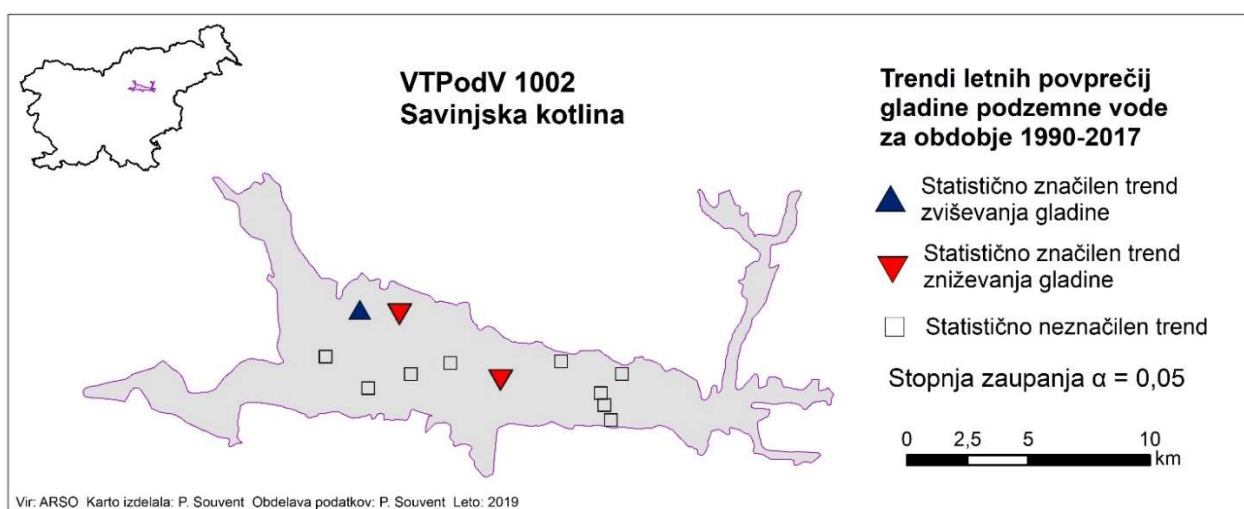 VTPodV 1002
Savinjska kotlina
Trendi letnih povprečij
gladine podzemne vode
za obdobje 1990-2017
Statistično značilen trend
zviševanja gladine
Statistično značilen trend
zniževanja gladine
Statistično neznačilen trend
Stopnja zaupanja α = 0,05
0 2,5 5 10
km
Vir: ARSO Karto izdelala: P. Souvent Obdelava podatkov: P. Souvent Leto: 2019